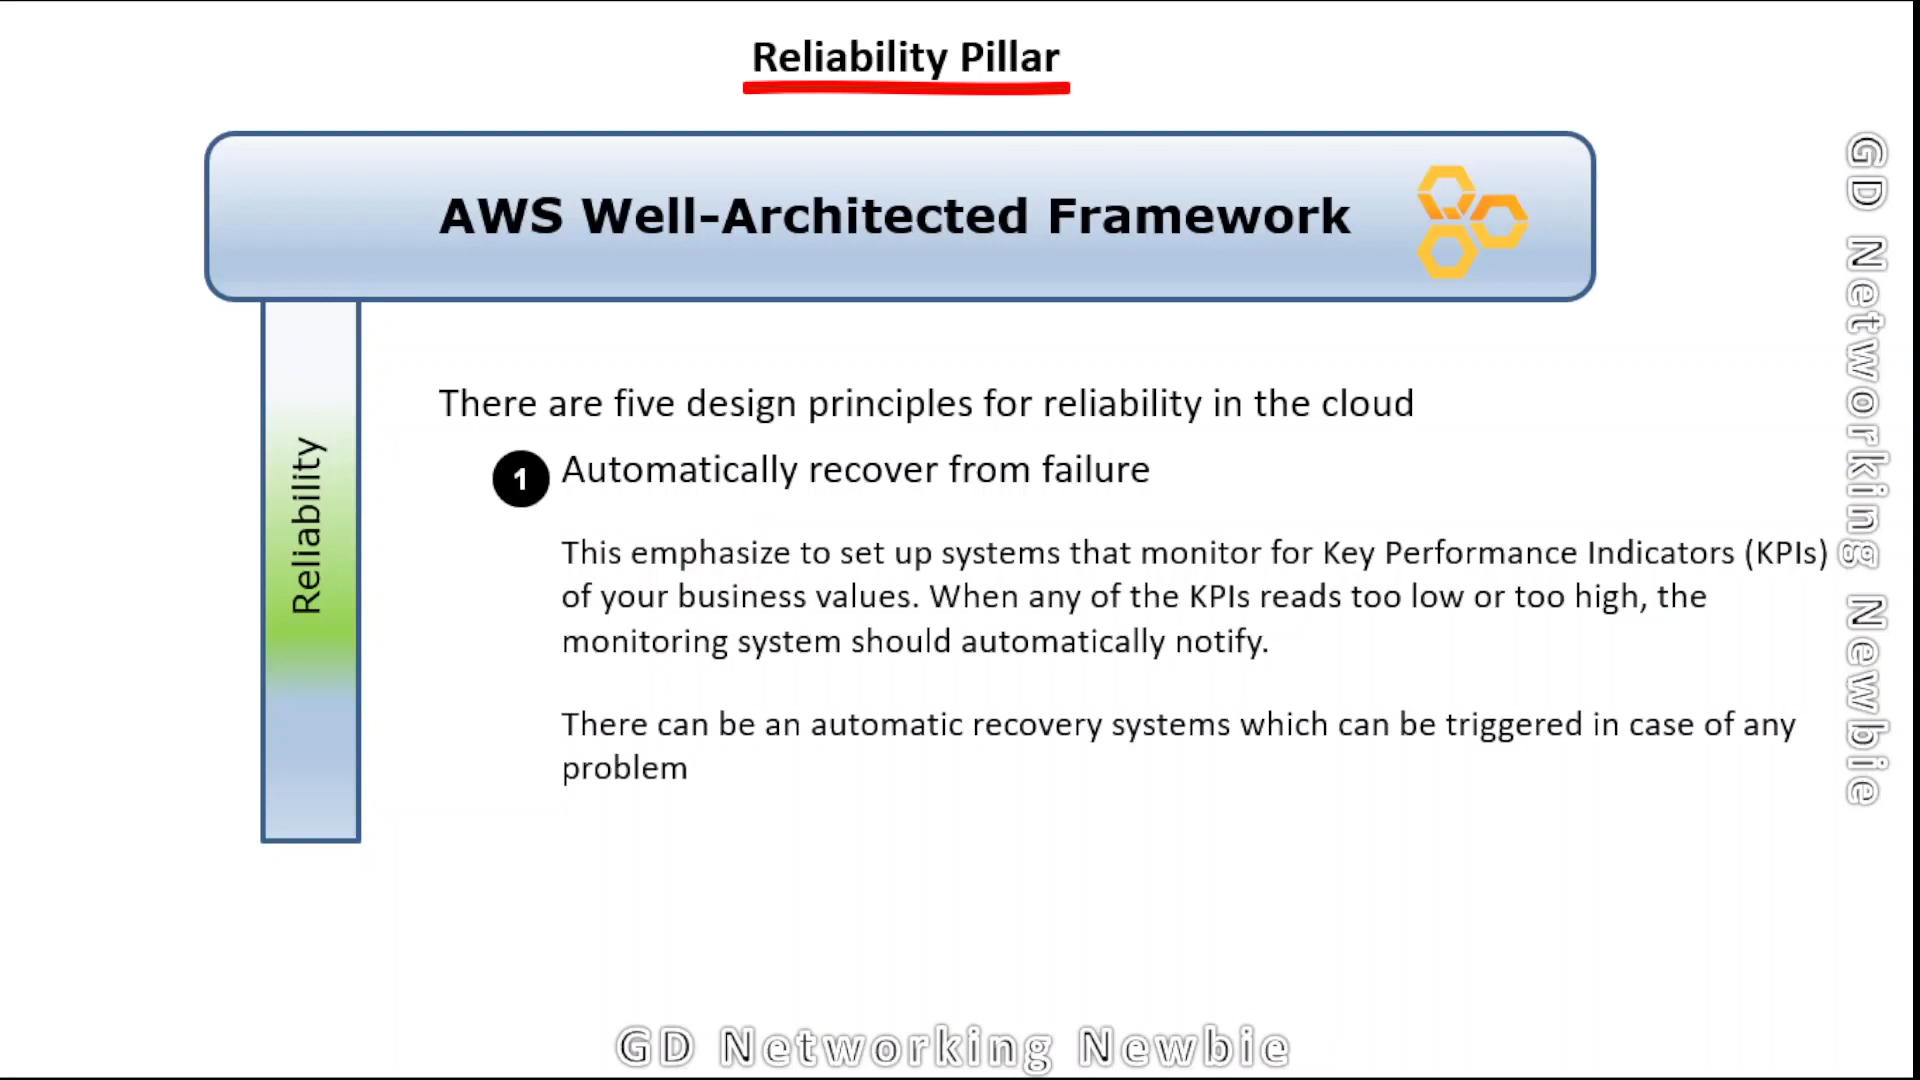 Reliability Pillar
AWS Well-Architected Framework
Reliability
There are five design principles for reliability in the cloud
1 Automatically recover from failure
This emphasize to set up systems that monitor for Key Performance Indicators (KPIs)
of your business values. When any of the KPIs reads too low or too high, the
monitoring system should automatically notify.
There can be an automatic recovery systems which can be triggered in case of any
problem
GD Networking Newbie
GD Networking Newbie